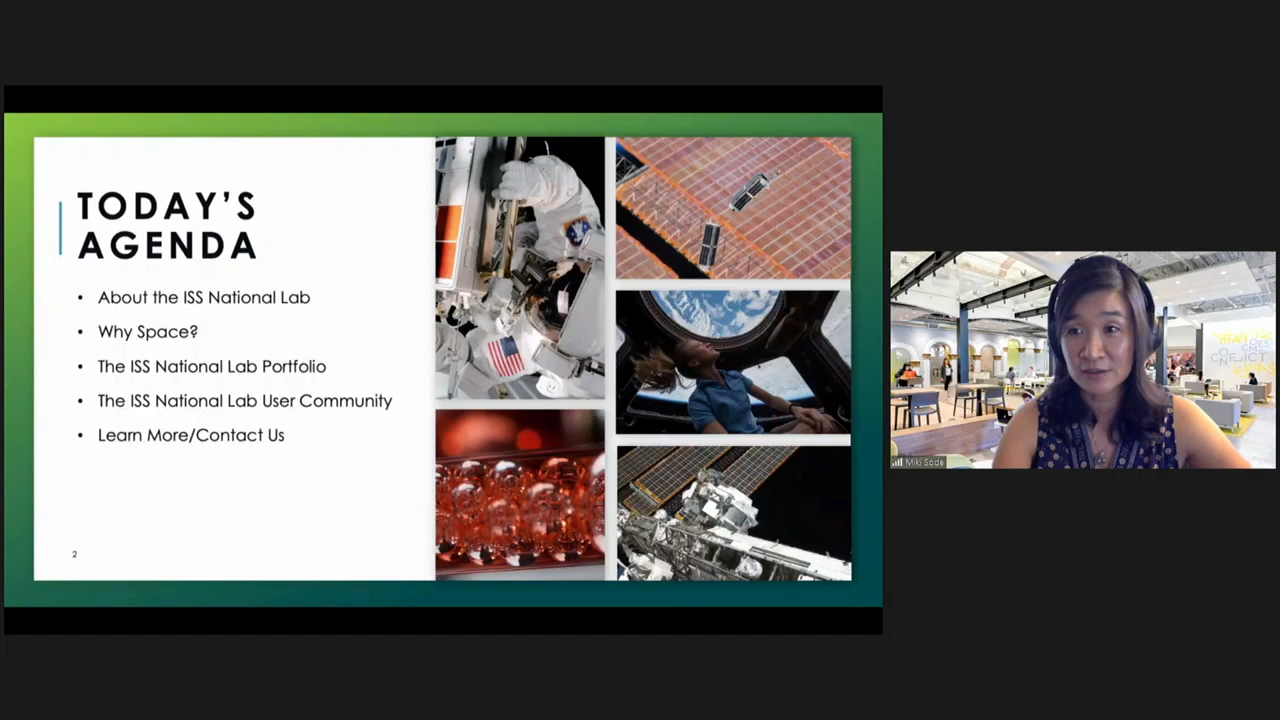 TODAY'S
AGENDA
• About the ISS National Lab
• Why Space?
• The ISS National Lab Portfolio
• The ISS National Lab User Community
• Learn More/Contact Us
2
Miki Sode